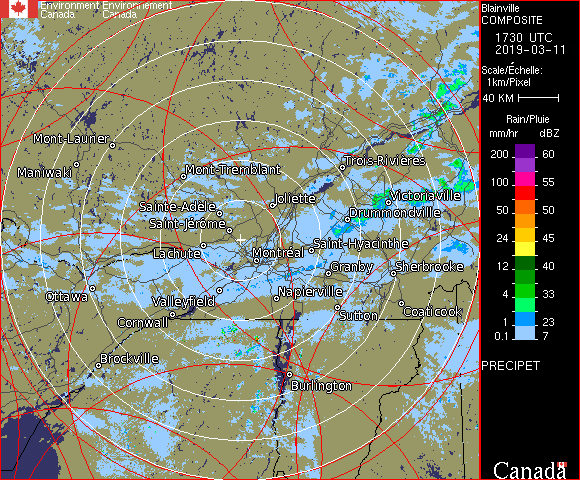 Environment Environnement
Canada Canada
Blainville
COMPOSITE
1730 UTC
2019-03-11
Scale/Échelle:
1km/Pixel
40 KM
Rain/Pluie
mm/hr dBZ
200 60
100 55
50 50
24 45
12 40
4 33
1 23
0.1 7
PRECIPET
Mont-Laurier
Maniwaki
Mont-Tremblant
Trois-Rivières
Sainte-Adèle
Joliette
Victoriaville
Saint-Jérôme
Drummondville
Lachute
Montréal
Saint-Hyacinthe
Granby
Sherbrooke
Ottawa
Valleyfield
Napierville
Cornwall
Sutton
Coaticook
Brockville
Burlington
Canada